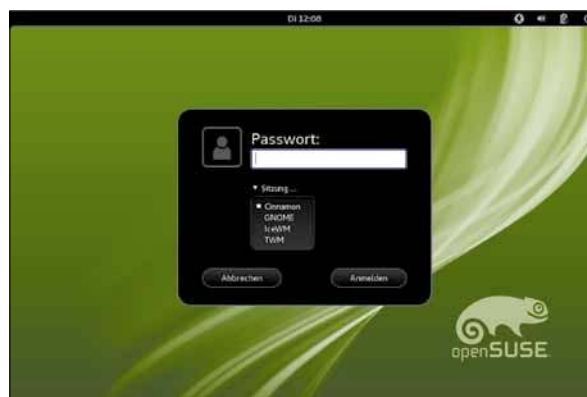 Di 12:08
Passwort:
Sitzung ...
Cinnamon
GNOME
IceWM
TWM
Abbrechen
Anmelden
openSUSE